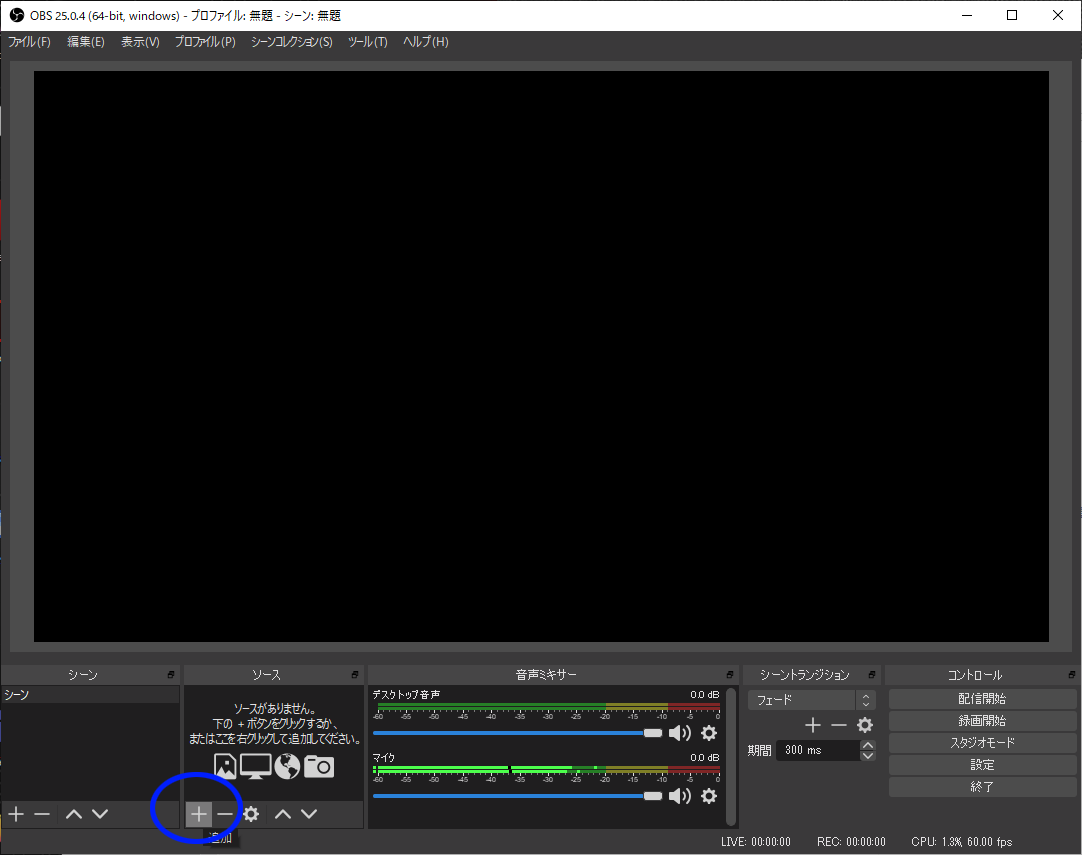 OBS 25.0.4 (64-bit, windows) - プロファイル: 無題 - シーン: 無題
ファイル(F) 編集(E) 表示(V) プロファイル(P) シーンコレクション(S) ツール(T) ヘルプ(H)
シーン
シーン
ソース
ソースがありません。
下の + ボタンをクリックするか、
またはここを右クリックして追加してください。
追加
音声ミキサー
デスクトップ音声 0.0 dB
-60 -55 -50 -45 -40 -35 -30 -25 -20 -15 -10 -5 0
マイク 0.0 dB
-60 -55 -50 -45 -40 -35 -30 -25 -20 -15 -10 -5 0
シーントランジション
フェード
期間 300 ms
コントロール
配信開始
録画開始
スタジオモード
設定
終了
LIVE: 00:00:00 REC: 00:00:00 CPU: 1.3%, 60.00 fps